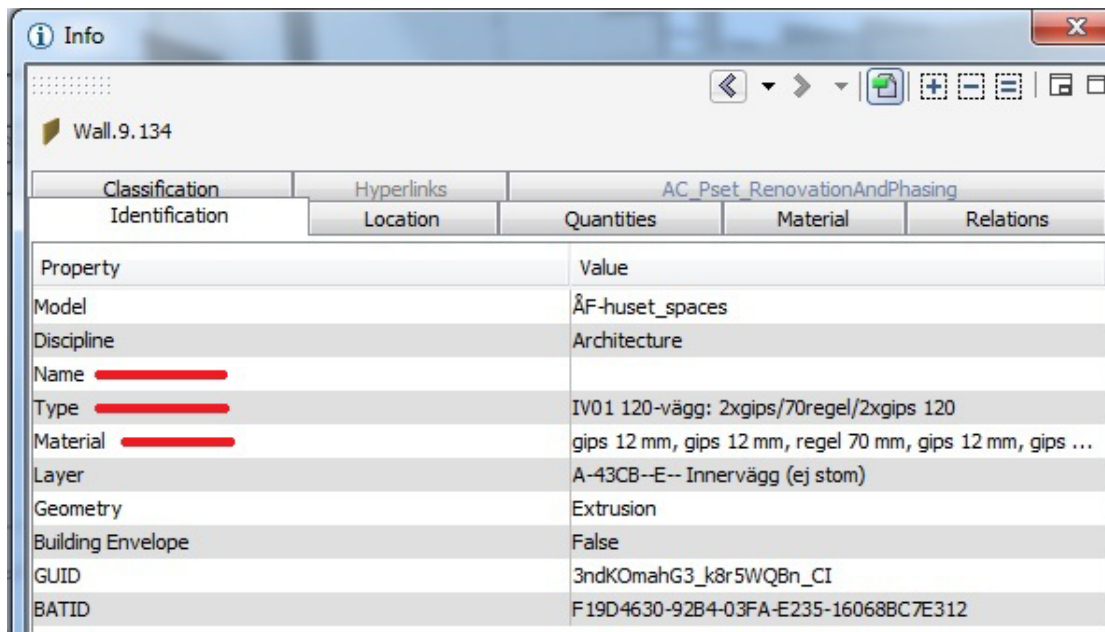 Info
Wall.9.134
Classification Hyperlinks AC_Pset_RenovationAndPhasing
Identification Location Quantities Material Relations
Property Value
Model ÅF-huset_spaces
Discipline Architecture
Name
Type IV01 120-vägg: 2xgips/70regel/2xgips 120
Material gips 12 mm, gips 12 mm, regel 70 mm, gips 12 mm, gips ...
Layer A-43CB--E-- Innervägg (ej stom)
Geometry Extrusion
Building Envelope False
GUID 3ndKOmahG3_k8r5WQBn_CI
BATID F19D4630-92B4-03FA-E235-16068BC7E312